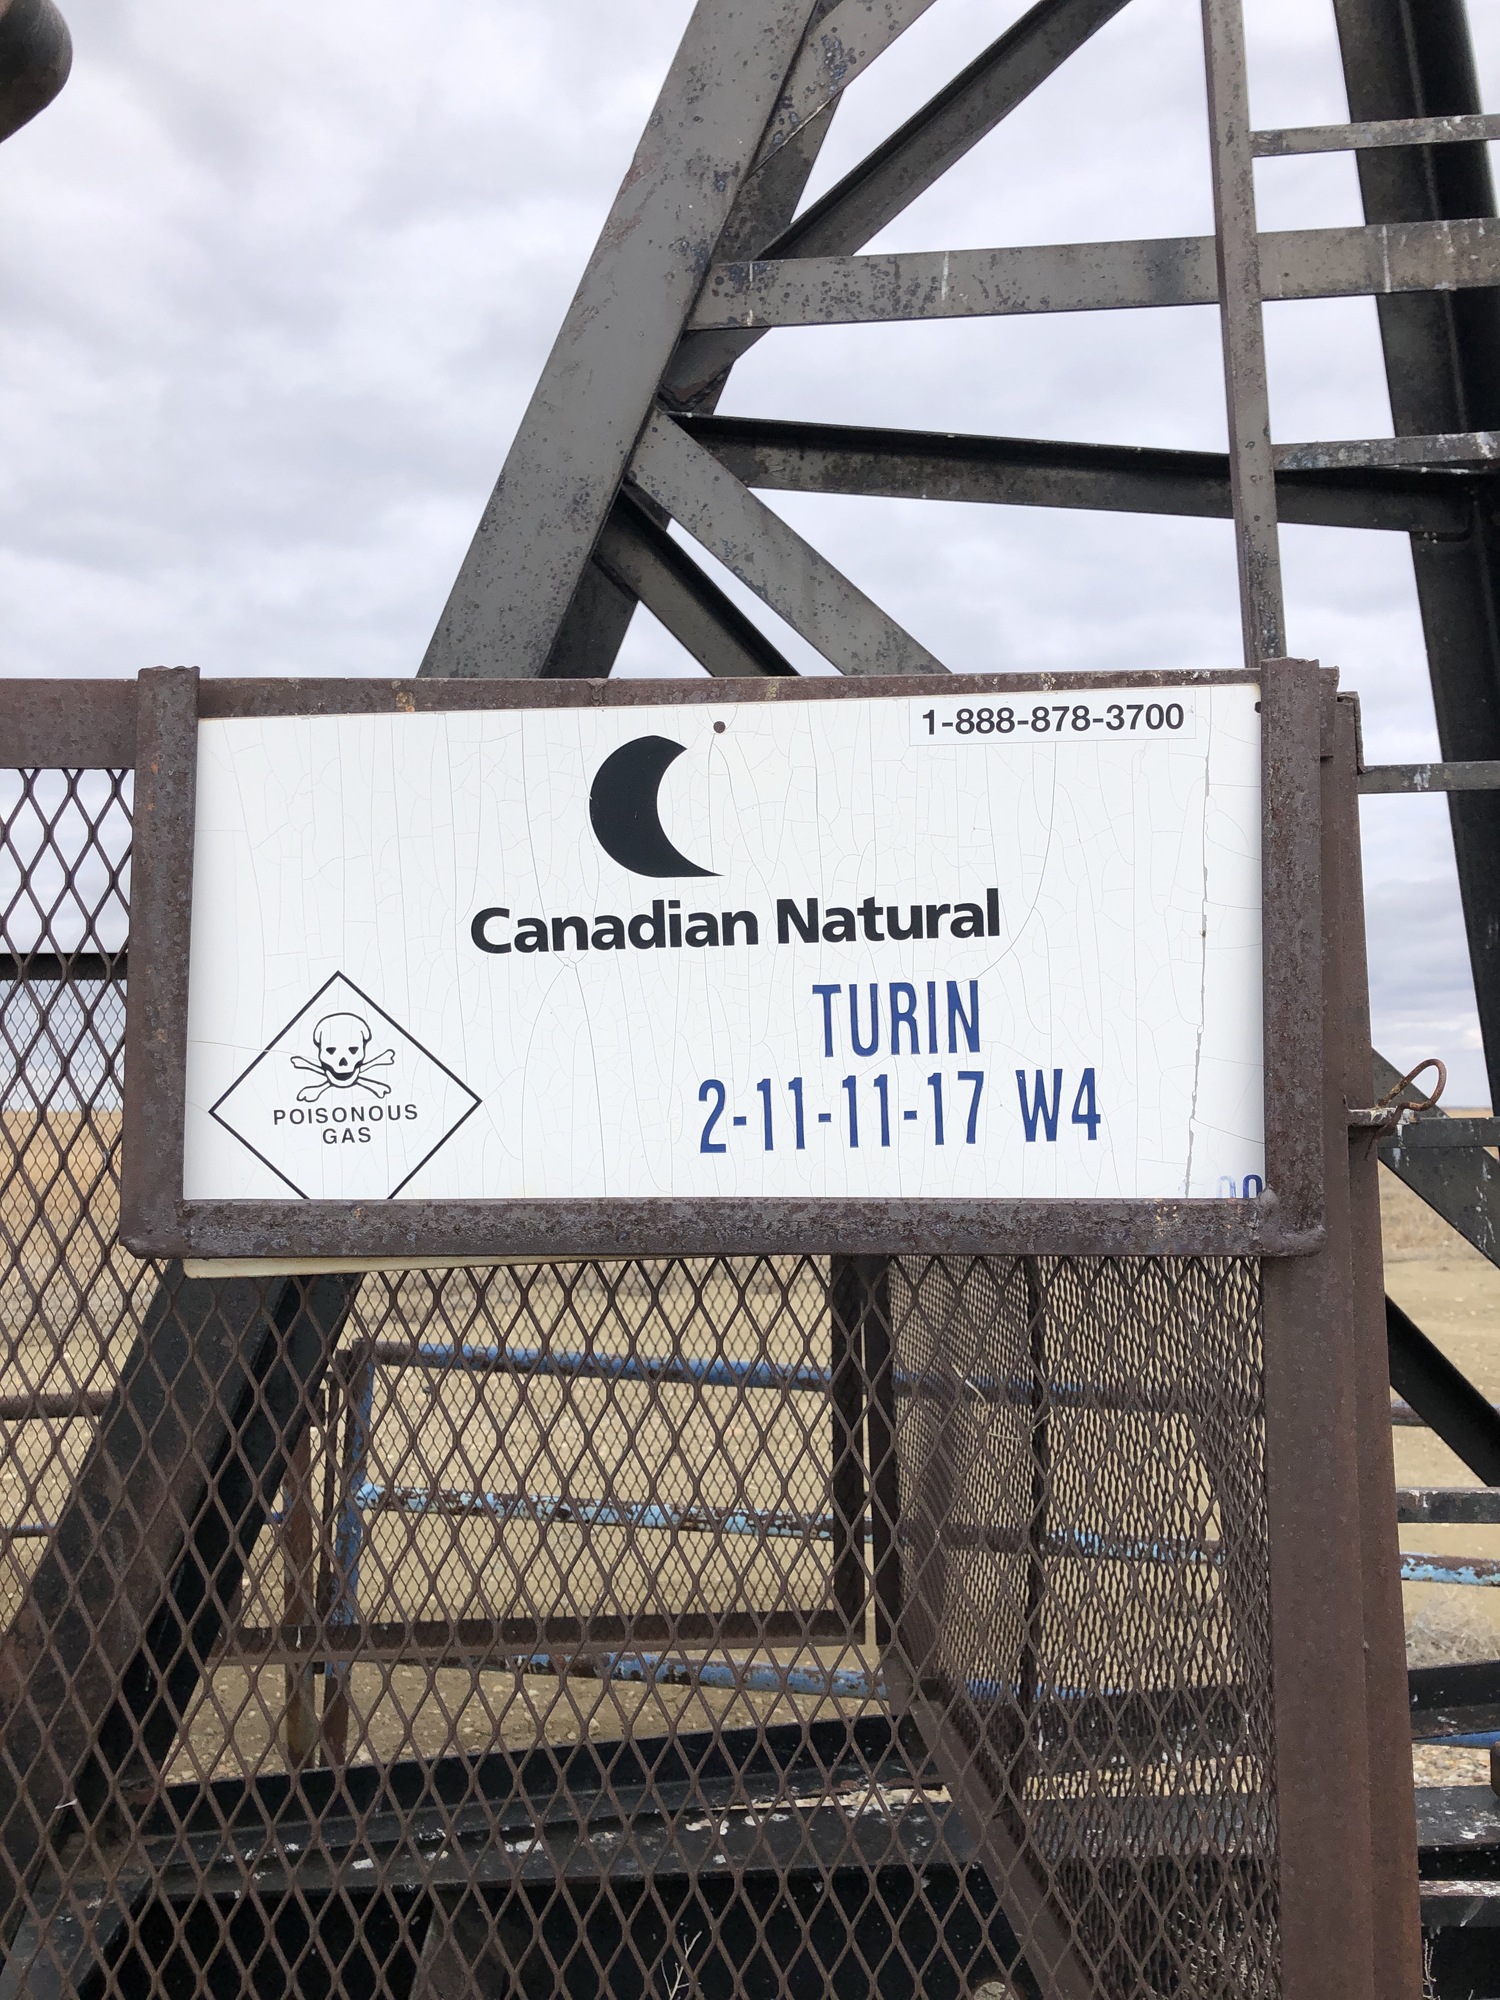 1-888-878-3700
Canadian Natural
TURIN
2-11-11-17 W4
POISONOUS
GAS